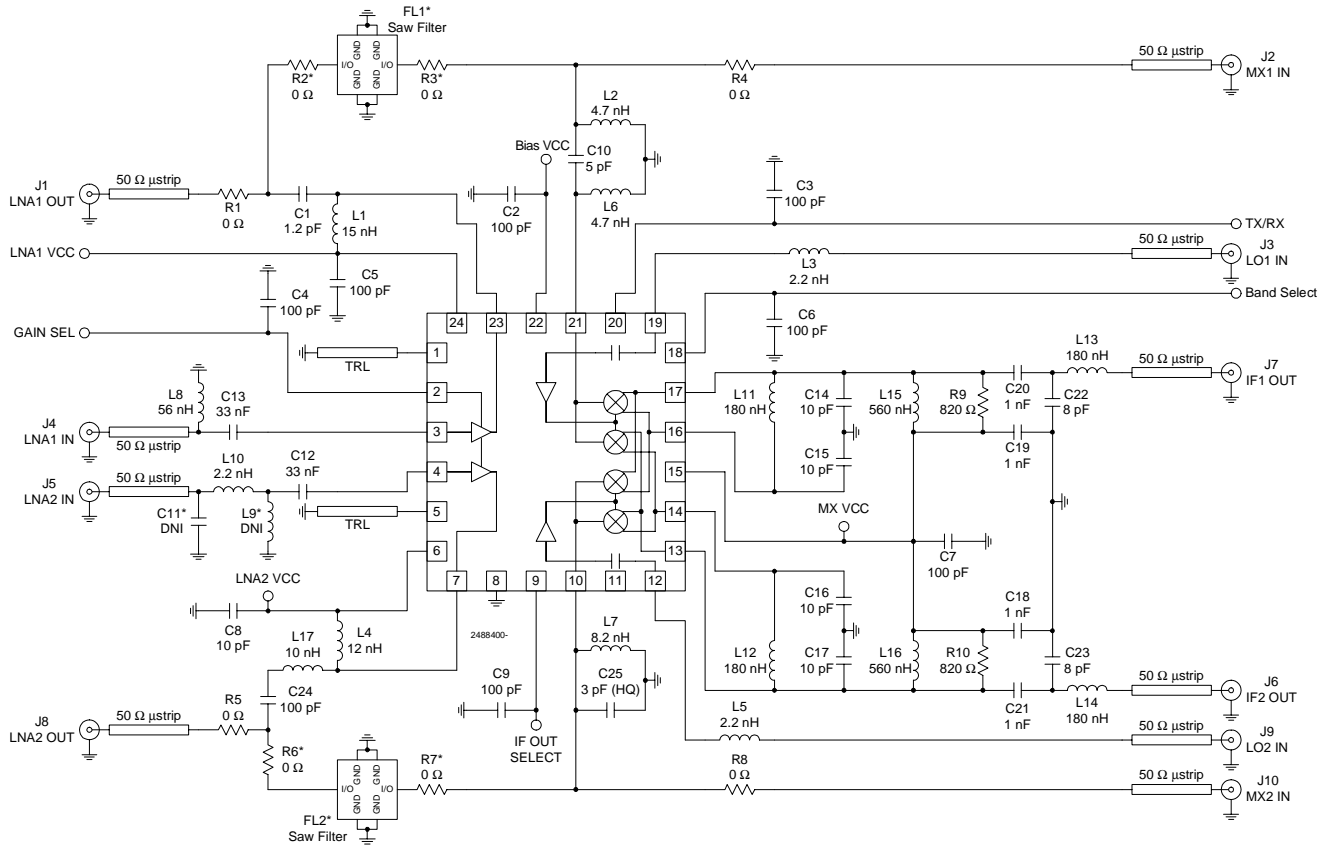 FL1*
Saw Filter
GND
GND
I/O
I/O
GND
GND
R2*
0 Ω
R3*
0 Ω
R4
0 Ω
50 Ω µstrip
J2
MX1 IN
L2
4.7 nH
Bias VCC
C10
5 pF
J1
LNA1 OUT
50 Ω µstrip
R1
0 Ω
C1
1.2 pF
L1
15 nH
C2
100 pF
L6
4.7 nH
C3
100 pF
TX/RX
LNA1 VCC
C5
100 pF
L3
2.2 nH
50 Ω µstrip
J3
LO1 IN
C4
100 pF
Band Select
GAIN SEL
C6
100 pF
24
23
22
21
20
19
1
TRL
18
L13
180 nH
50 Ω µstrip
J7
IF1 OUT
L8
56 nH
C13
33 nF
2
17
L11
180 nH
C14
10 pF
L15
560 nH
R9
820 Ω
C20
1 nF
C22
8 pF
J4
LNA1 IN
50 Ω µstrip
3
16
C19
1 nF
L10
2.2 nH
C12
33 nF
C15
10 pF
J5
LNA2 IN
50 Ω µstrip
4
15
C11*
DNI
L9*
DNI
TRL
5
14
MX VCC
6
13
C7
100 pF
7
8
9
10
11
12
LNA2 VCC
C8
10 pF
L4
12 nH
L17
10 nH
2488400-
L7
8.2 nH
C16
10 pF
C18
1 nF
L12
180 nH
C17
10 pF
L16
560 nH
R10
820 Ω
C23
8 pF
C24
100 pF
C9
100 pF
C25
3 pF (HQ)
C21
1 nF
L14
180 nH
50 Ω µstrip
J6
IF2 OUT
J8
LNA2 OUT
50 Ω µstrip
R5
0 Ω
IF OUT
SELECT
L5
2.2 nH
50 Ω µstrip
J9
LO2 IN
R6*
0 Ω
GND
GND
I/O
I/O
GND
GND
R7*
0 Ω
R8
0 Ω
50 Ω µstrip
J10
MX2 IN
FL2*
Saw Filter